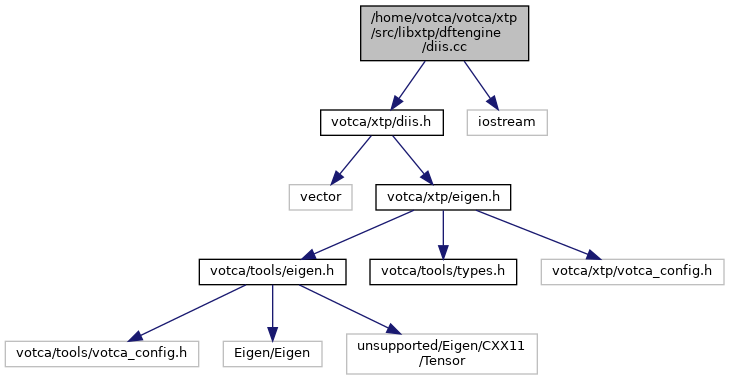 /home/votca/votca/xtp
/src/libxtp/dftengine
/diis.cc
votca/xtp/diis.h
iostream
vector
votca/xtp/eigen.h
votca/tools/eigen.h
votca/tools/types.h
votca/xtp/votca_config.h
votca/tools/votca_config.h
Eigen/Eigen
unsupported/Eigen/CXX11
/Tensor